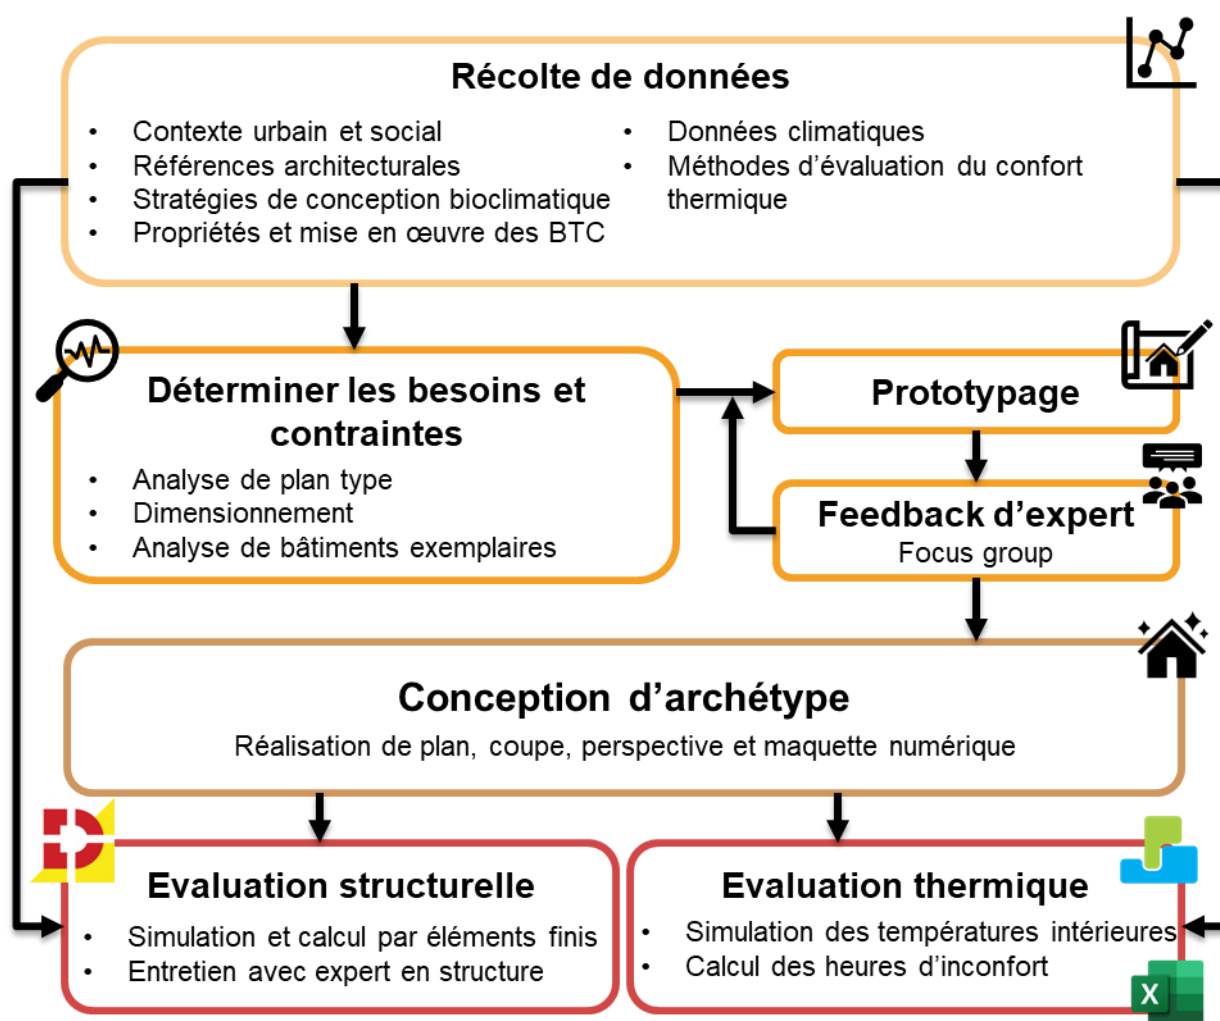 Récolte de données
• Contexte urbain et social
• Références architecturales
• Stratégies de conception bioclimatique
• Propriétés et mise en œuvre des BTC
• Données climatiques
• Méthodes d'évaluation du confort
thermique
Déterminer les besoins et
contraintes
• Analyse de plan type
• Dimensionnement
• Analyse de bâtiments exemplaires
Prototypage
Feedback d'expert
Focus group
Conception d'archétype
Réalisation de plan, coupe, perspective et maquette numérique
Evaluation structurelle
• Simulation et calcul par éléments finis
• Entretien avec expert en structure
Evaluation thermique
• Simulation des températures intérieures
• Calcul des heures d'inconfort
X